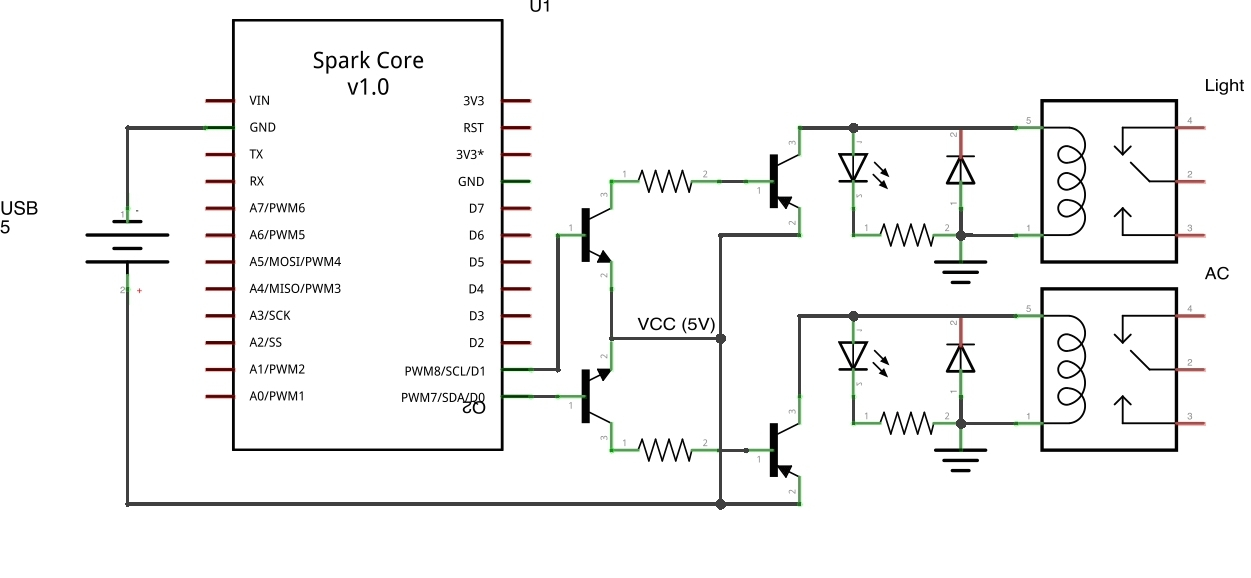 U1
Spark Core
v1.0
VIN
GND
TX
RX
A7/PWM6
A6/PWM5
A5/MOSI/PWM4
A4/MISO/PWM3
A3/SCK
A2/SS
A1/PWM2
A0/PWM1
3V3
RST
3V3*
GND
D7
D6
D5
D4
D3
D2
PWM8/SCL/D1
PWM7/SDA/D0
Q2
USB
5
1 -
2 +
1
3
2
1 2
1
3
2
VCC (5V)
1
2
3
1 2
1
3
2
1
2
1 2
2
1
Light
5
1
4
2
3
1
2
1 2
2
1
AC
5
1
4
2
3